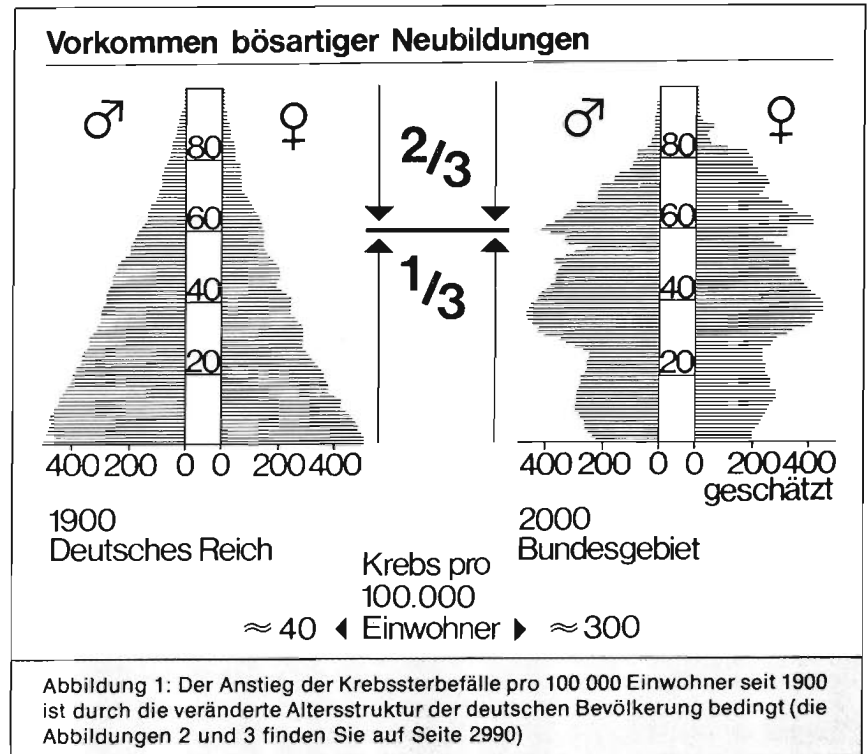 Vorkommen bösartiger Neubildungen
♂ ♀ 2/3 ♂ ♀
80 80
60 60
1/3
40 40
20 20
400 200 0 0 200 400 400 200 0 0 200 400
geschätzt
1900 2000
Deutsches Reich Bundesgebiet
Krebs pro
100.000
≈ 40 ◀ Einwohner ▶ ≈ 300
Abbildung 1: Der Anstieg der Krebssterbefälle pro 100 000 Einwohner seit 1900
ist durch die veränderte Altersstruktur der deutschen Bevölkerung bedingt (die
Abbildungen 2 und 3 finden Sie auf Seite 2990)